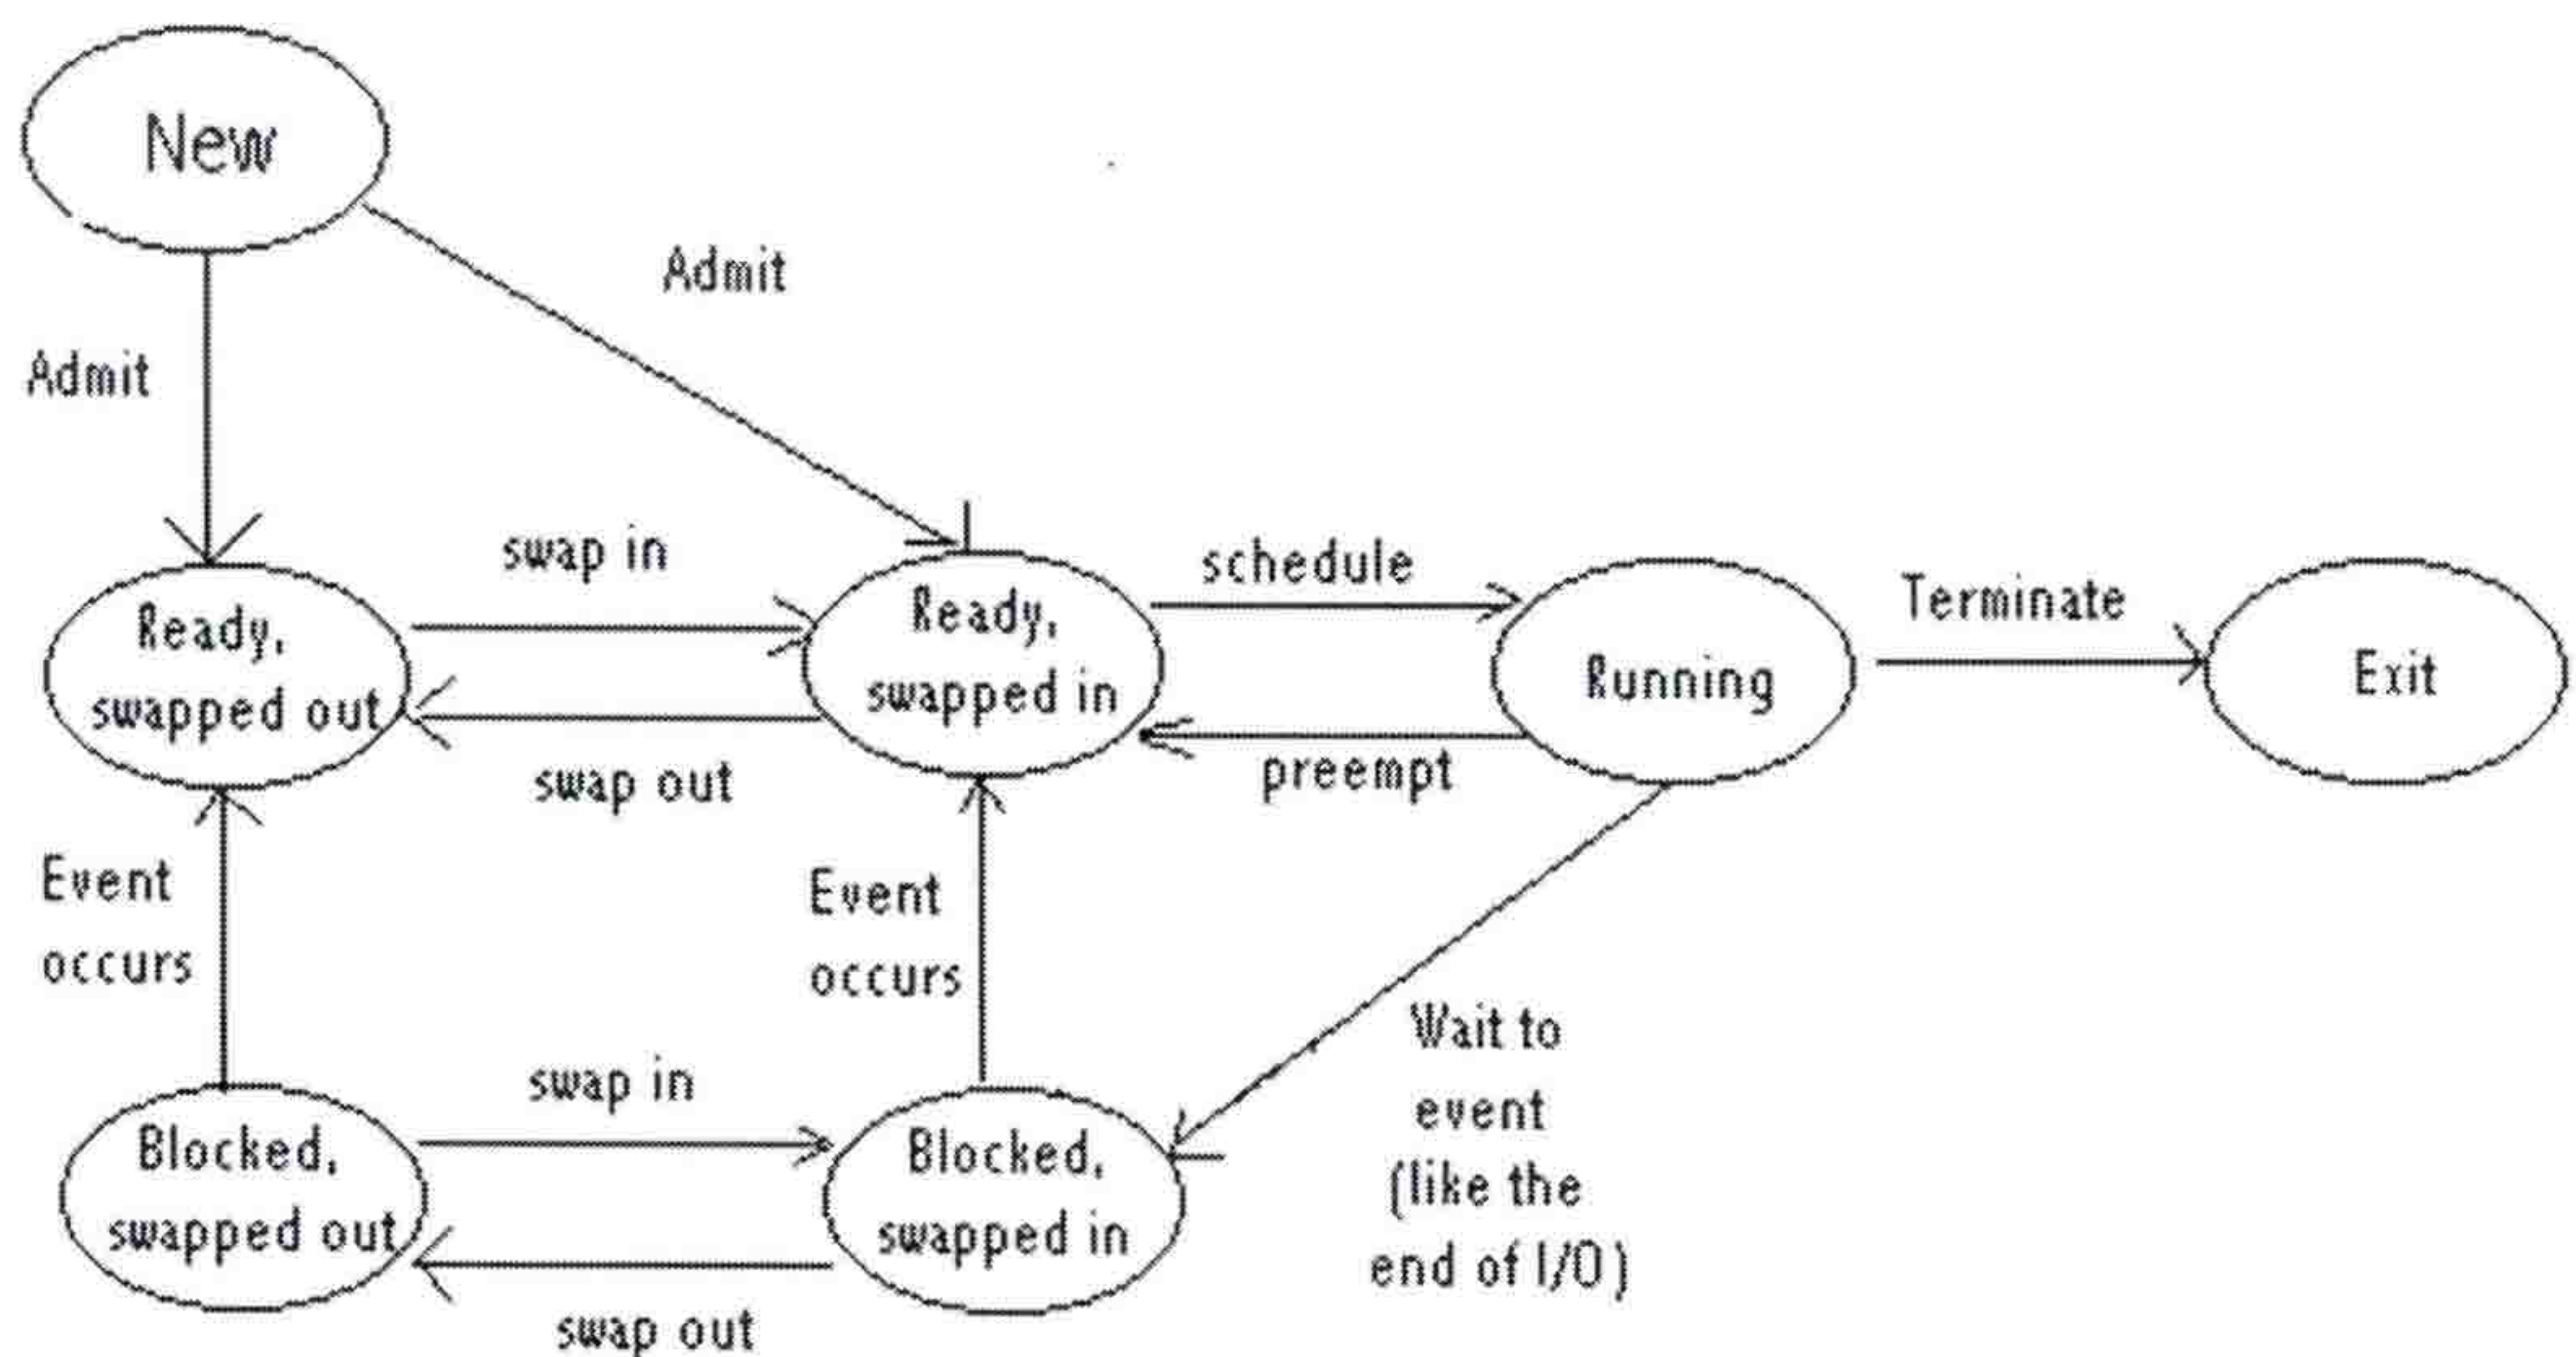 New
Admit
Admit
swap in
schedule
Terminate
Ready,
swapped out
Ready,
swapped in
Running
Exit
swap out
preempt
Event
occurs
Event
occurs
Wait to
event
(like the
end of I/O)
swap in
Blocked,
swapped out
Blocked,
swapped in
swap out